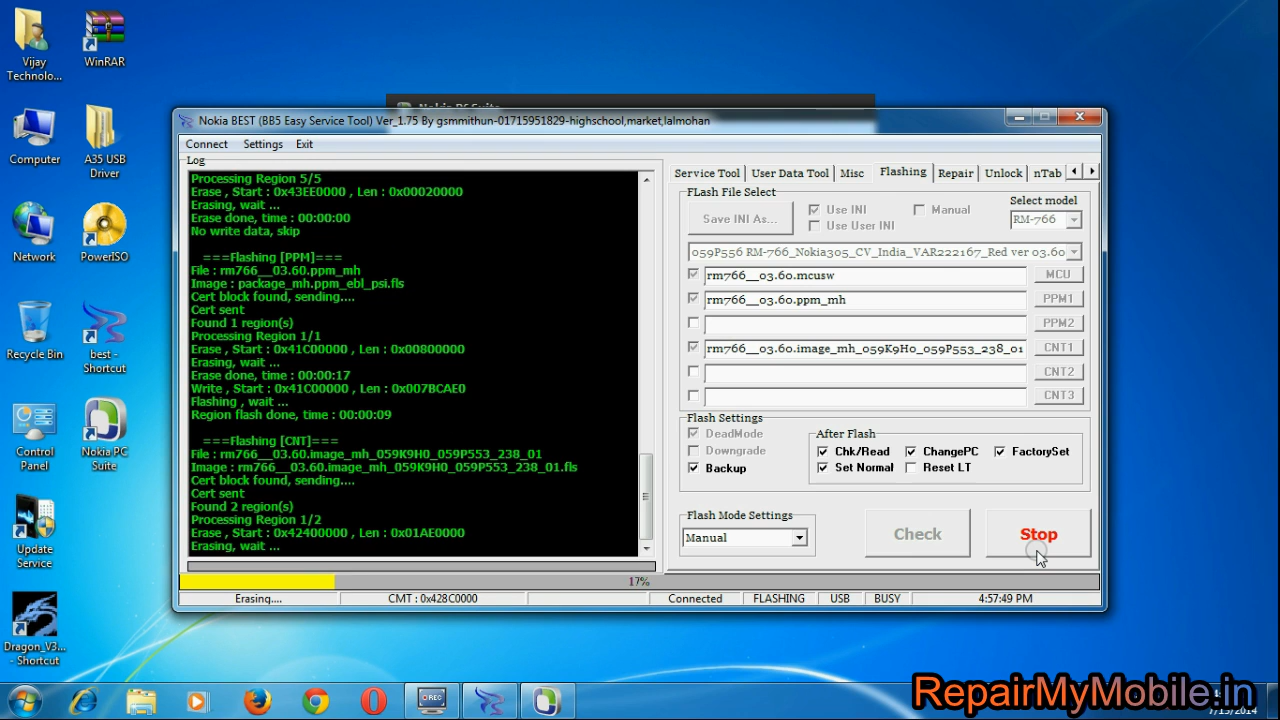 Vijay
Technolo...
WinRAR
Computer
A35 USB
Driver
Network
PowerISO
Recycle Bin
best -
Shortcut
Control
Panel
Nokia PC
Suite
Update
Service
Dragon_V3...
- Shortcut
Nokia BEST (BB5 Easy Service Tool) Ver_1.75 By gsmmithun-01715951829-highschool,market,lalmohan
Connect Settings Exit
Log
Processing Region 5/5
Erase , Start : 0x43EE0000 , Len : 0x00020000
Erasing, wait ...
Erase done, time : 00:00:00
No write data, skip
===Flashing [PPM]===
File : rm766__03.60.ppm_mh
Image : package_mh.ppm_ebl_psi.fls
Cert block found, sending....
Cert sent
Found 1 region(s)
Processing Region 1/1
Erase , Start : 0x41C00000 , Len : 0x00800000
Erasing, wait ...
Erase done, time : 00:00:17
Write , Start : 0x41C00000 , Len : 0x007BCAE0
Flashing , wait ...
Region flash done, time : 00:00:09
===Flashing [CNT]===
File : rm766__03.60.image_mh_059K9H0_059P553_238_01
Image : rm766__03.60.image_mh_059K9H0_059P553_238_01.fls
Cert block found, sending....
Cert sent
Found 2 region(s)
Processing Region 1/2
Erase , Start : 0x42400000 , Len : 0x01AE0000
Erasing, wait ...
Service Tool User Data Tool Misc Flashing Repair Unlock nTab
Flash File Select
Save INI As...
Use INI
Manual
Use User INI
Select model
RM-766
059P556 RM-766_Nokia305_CV_India_VAR222167_Red ver 03.60
rm766__03.60.mcusw MCU
rm766__03.60.ppm_mh PPM1
PPM2
rm766__03.60.image_mh_059K9H0_059P553_238_01 CNT1
CNT2
CNT3
Flash Settings
DeadMode
Downgrade
Backup
After Flash
Chk/Read ChangePC FactorySet
Set Normal Reset LT
Flash Mode Settings
Manual
Check
Stop
17%
Erasing.... CMT : 0x428C0000 Connected FLASHING USB BUSY 4:57:49 PM
REC
RepairMyMobile.in